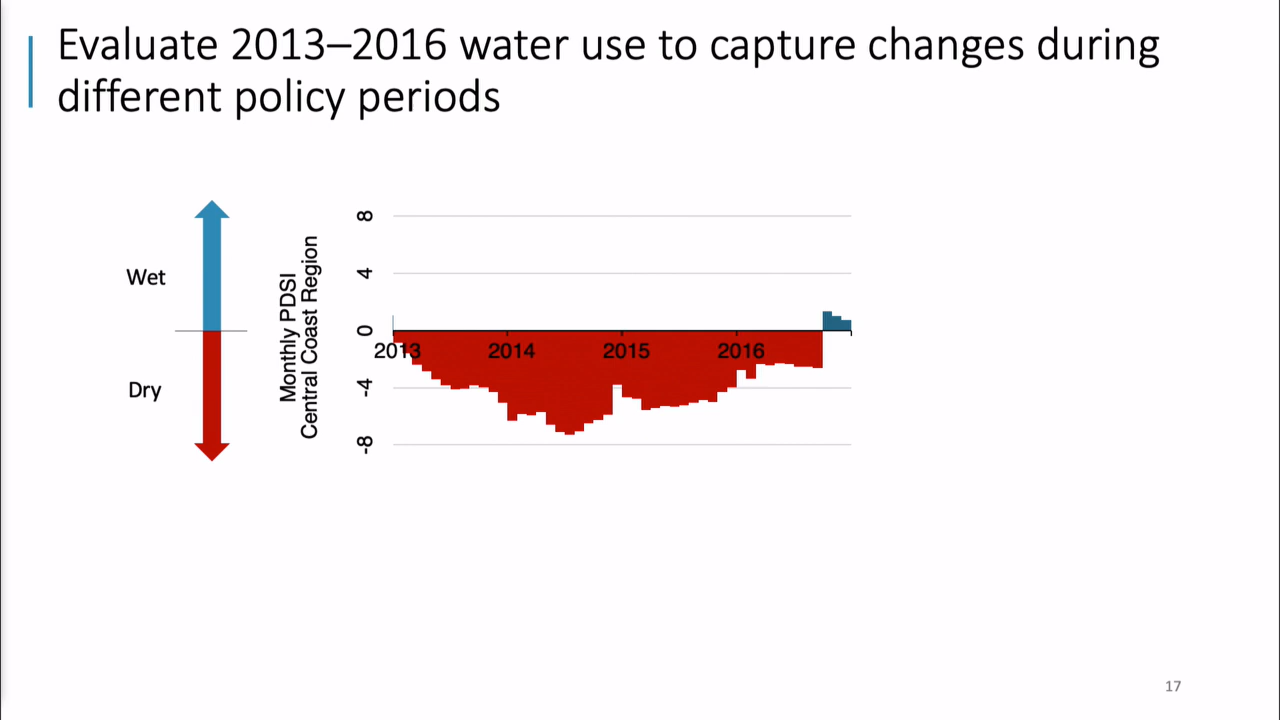 Evaluate 2013–2016 water use to capture changes during
different policy periods
Wet
Dry
Monthly PDSI
Central Coast Region
8
4
0
-4
-8
2013
2014
2015
2016
17